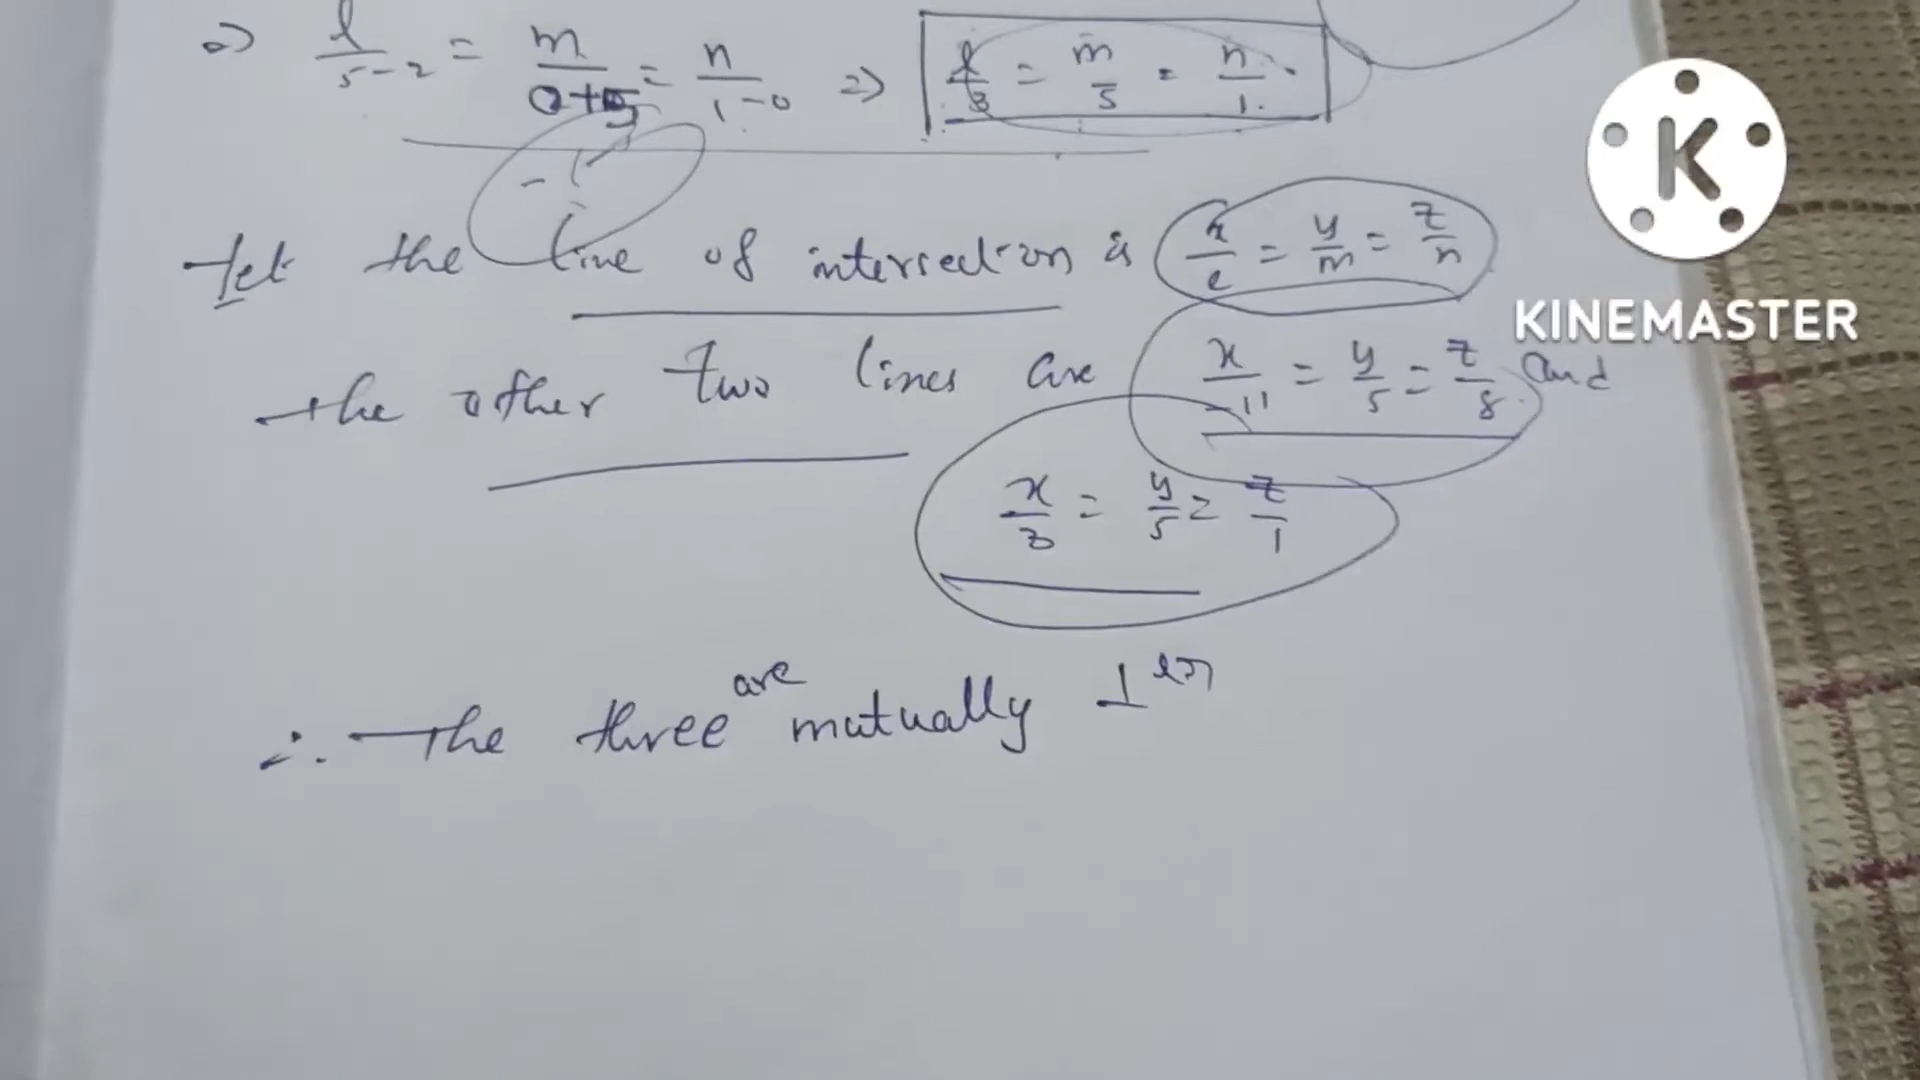 ⇒ l/5-2 = m/0+5 = n/1-0 ⇒ l/3 = m/5 = n/1.
Let the line of intersection is x/l = y/m = z/n
the other two lines are x/-11 = y/5 = z/8 and
x/3 = y/5 = z/1
∴ The three are mutually ⊥er
K
KINEMASTER